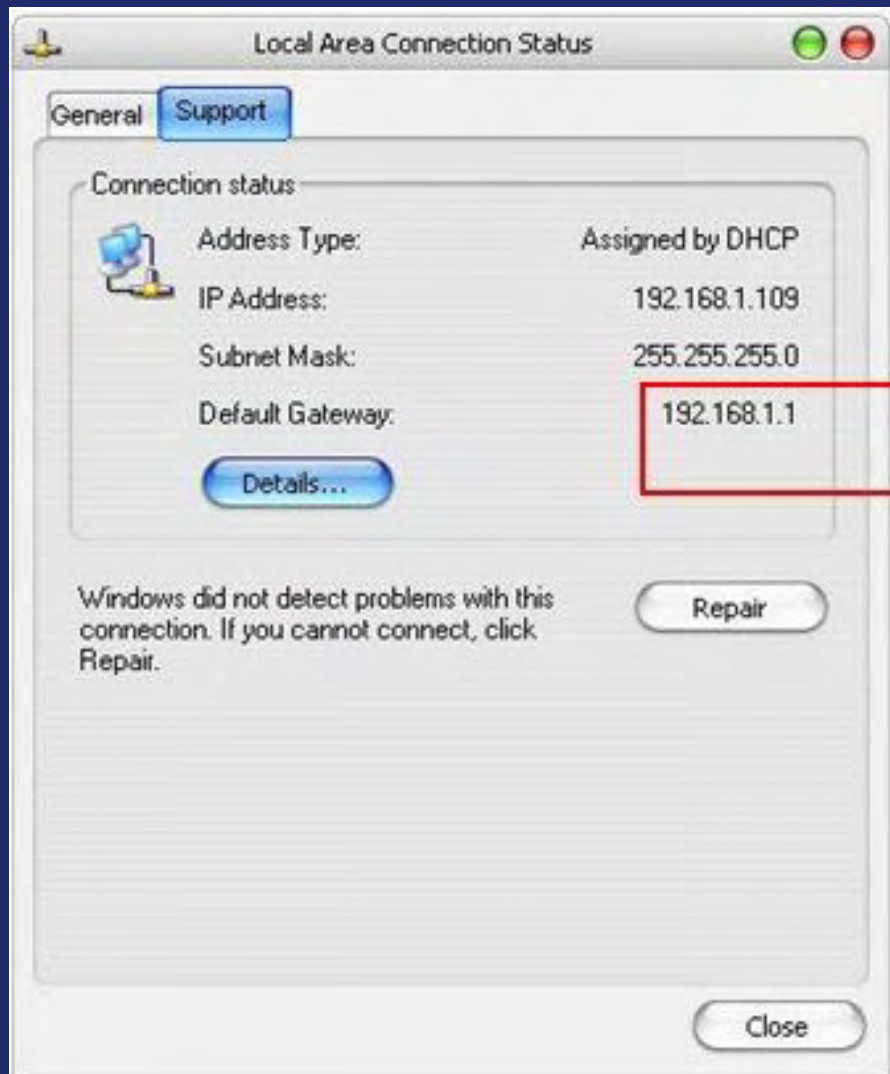 Local Area Connection Status
General
Support
Connection status
Address Type: Assigned by DHCP
IP Address: 192.168.1.109
Subnet Mask: 255.255.255.0
Default Gateway: 192.168.1.1
Details...
Windows did not detect problems with this
connection. If you cannot connect, click
Repair.
Repair
Close